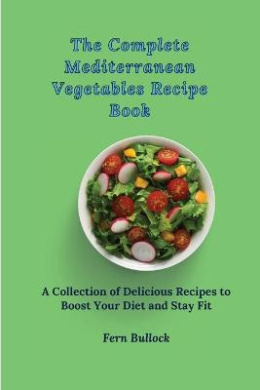 The Complete
Mediterranean
Vegetables Recipe
Book
A Collection of Delicious Recipes to
Boost Your Diet and Stay Fit
Fern Bullock